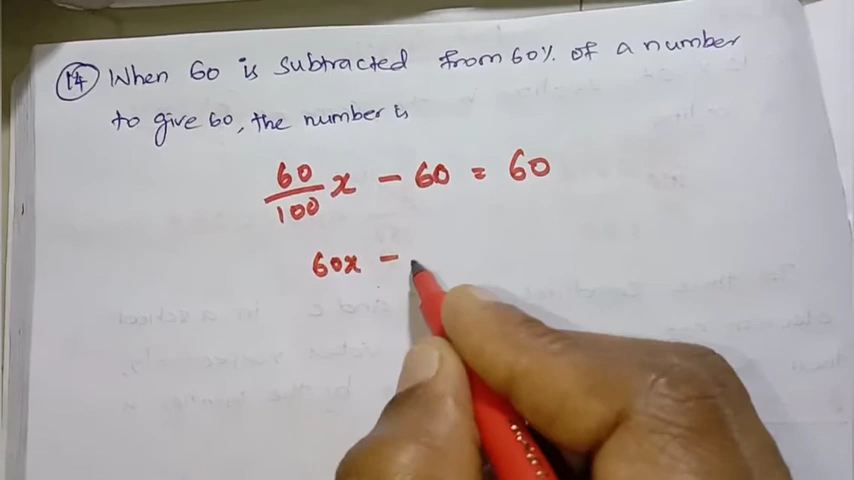 14 When 60 is subtracted from 60% of a number
to give 60, the number is
60/100 x - 60 = 60
60x -